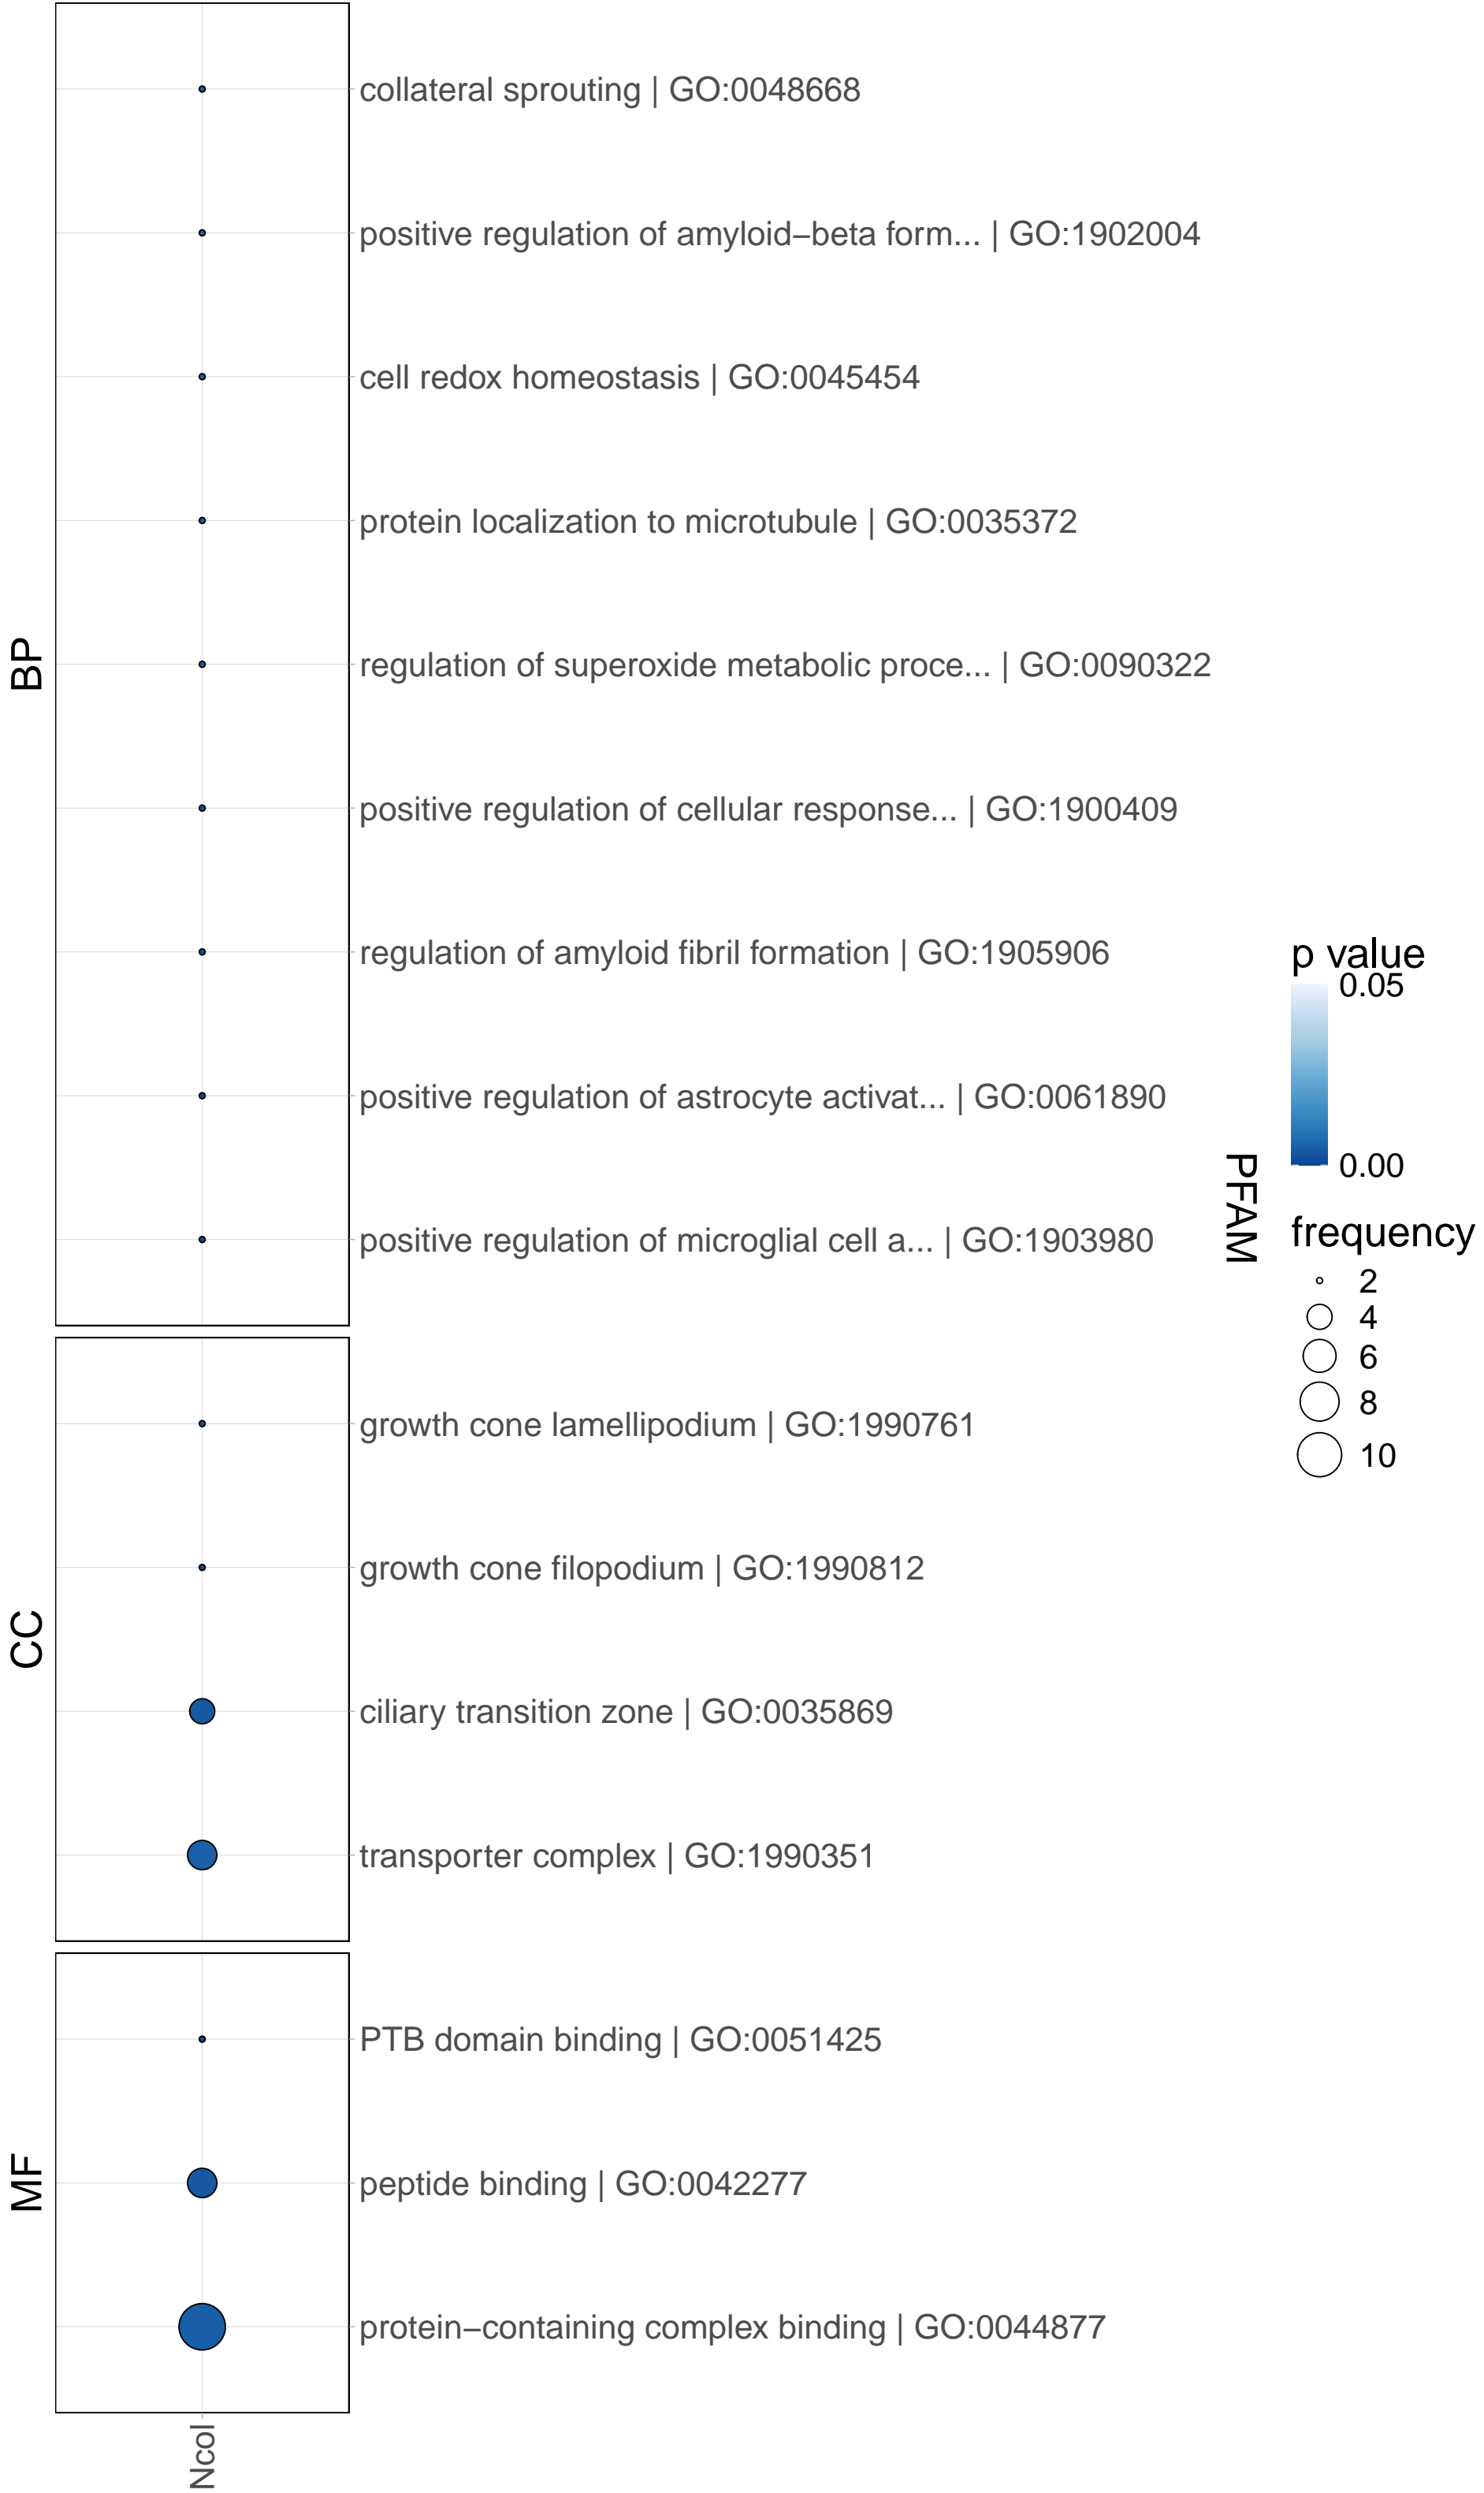 BP
collateral sprouting | GO:0048668
positive regulation of amyloid−beta form... | GO:1902004
cell redox homeostasis | GO:0045454
protein localization to microtubule | GO:0035372
regulation of superoxide metabolic proce... | GO:0090322
positive regulation of cellular response... | GO:1900409
regulation of amyloid fibril formation | GO:1905906
positive regulation of astrocyte activat... | GO:0061890
positive regulation of microglial cell a... | GO:1903980
CC
growth cone lamellipodium | GO:1990761
growth cone filopodium | GO:1990812
ciliary transition zone | GO:0035869
transporter complex | GO:1990351
MF
PTB domain binding | GO:0051425
peptide binding | GO:0042277
protein−containing complex binding | GO:0044877
Ncol
PFAM
p value
0.05
0.00
frequency
2
4
6
8
10